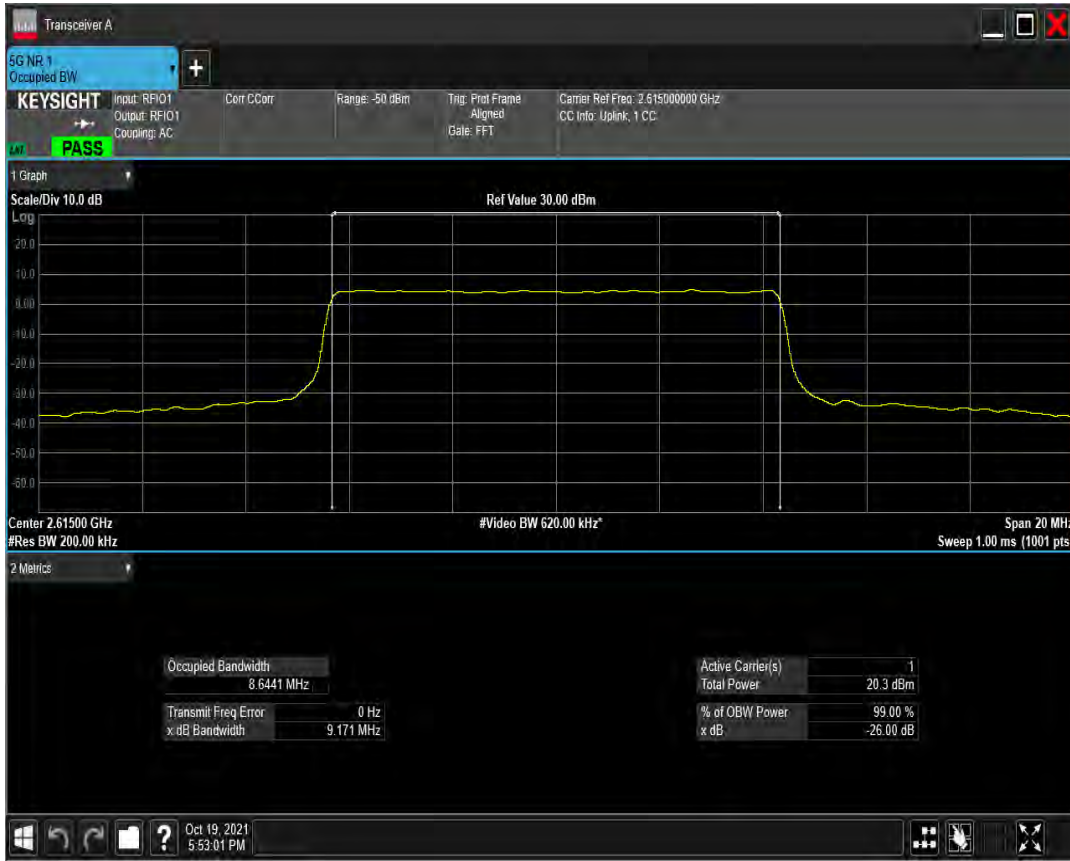 Transceiver A
5G NR 1
Occupied BW
+
KEYSIGHT
Input: RFIO1
Output: RFIO1
Coupling: AC
Corr CCorr
Range: -50 dBm
Trig: Prot Frame
Aligned
Gate: FFT
Carrier Ref Freq: 2.615000000 GHz
CC Info: Uplink, 1 CC
PASS
1 Graph
Scale/Div 10.0 dB
Ref Value 30.00 dBm
Log
20.0
10.0
0.00
-10.0
-20.0
-30.0
-40.0
-50.0
-60.0
Center 2.61500 GHz
#Video BW 620.00 kHz*
Span 20 MHz
#Res BW 200.00 kHz
Sweep 1.00 ms (1001 pts
2 Metrics
Occupied Bandwidth
8.6441 MHz
Transmit Freq Error 0 Hz
x dB Bandwidth 9.171 MHz
Active Carrier(s) 1
Total Power 20.3 dBm
% of OBW Power 99.00 %
x dB -26.00 dB
?
Oct 19, 2021
5:53:01 PM